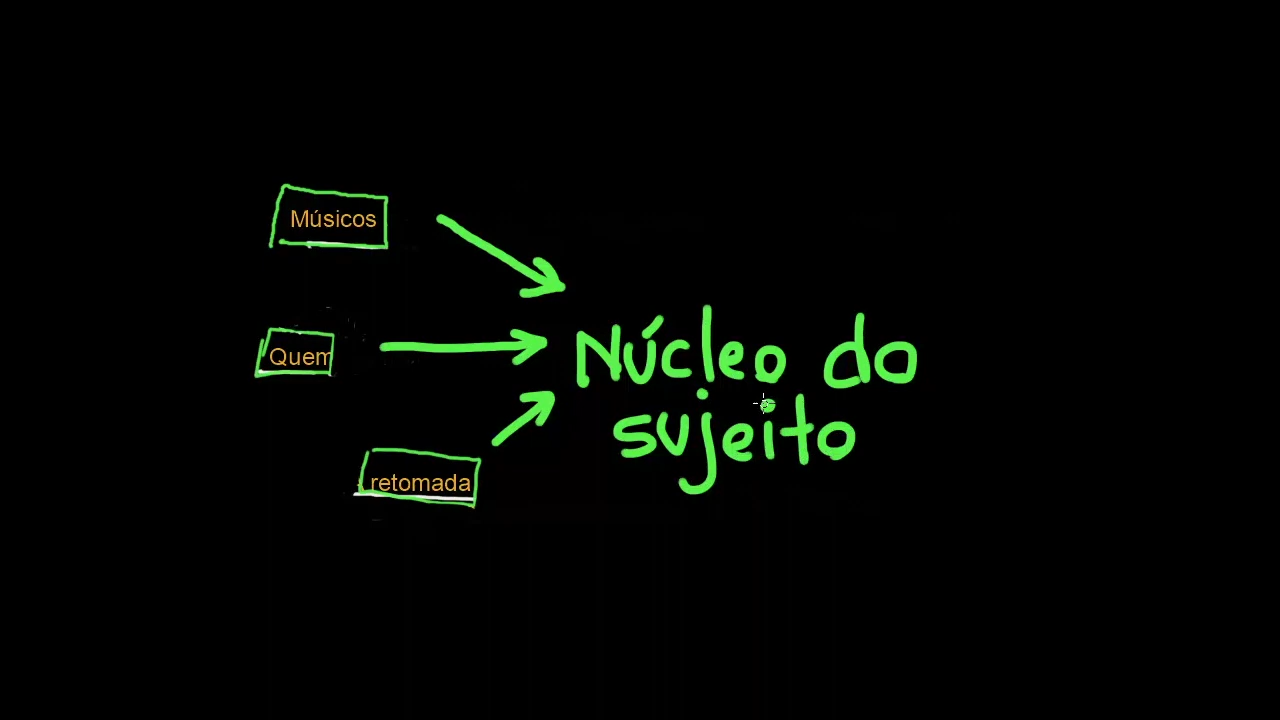 Músicos
Quem
retomada
Núcleo do
sujeito